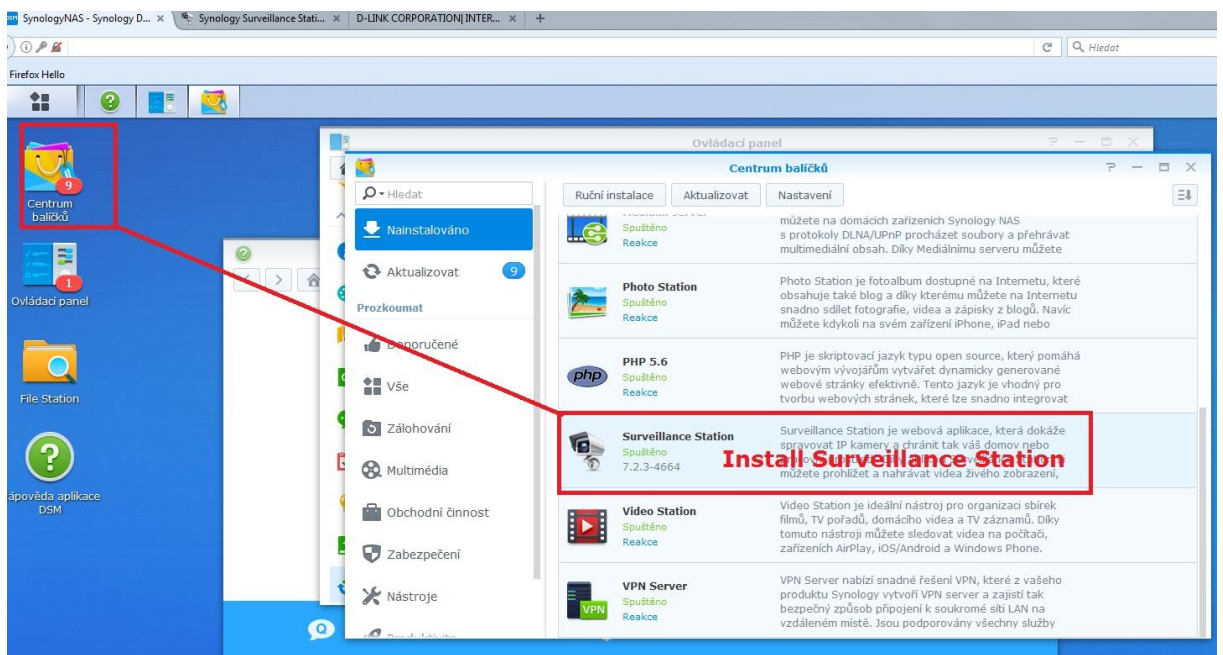 SynologyNAS - Synology D...
Synology Surveillance Stati...
D-LINK CORPORATION| INTER...
Hledat
Firefox Hello
9
Centrum
balíčků
1
Ovládací panel
File Station
ápověda aplikace
DSM
Ovládací panel
Centrum balíčků
Hledat
Nainstalováno
Aktualizovat
9
Prozkoumat
Doporučené
Vše
Zálohování
Multimédia
Obchodní činnost
Zabezpečení
Nástroje
Ruční instalace
Aktualizovat
Nastavení
Spuštěno
Reakce
můžete na domácích zařízeních Synology NAS
s protokoly DLNA/UPnP procházet soubory a přehrávat
multimediální obsah. Díky Mediálnímu serveru můžete
Photo Station
Spuštěno
Reakce
Photo Station je fotoalbum dostupné na Internetu, které
obsahuje také blog a díky kterému můžete na Internetu
snadno sdílet fotografie, videa a zápisky z blogů. Navíc
můžete kdykoli na svém zařízení iPhone, iPad nebo
php
PHP 5.6
Spuštěno
Reakce
PHP je skriptovací jazyk typu open source, který pomáhá
webovým vývojářům vytvářet dynamicky generované
webové stránky efektivně. Tento jazyk je vhodný pro
tvorbu webových stránek, které lze snadno integrovat
Surveillance Station
Spuštěno
7.2.3-4664
Surveillance Station je webová aplikace, která dokáže
spravovat IP kamery a chránit tak váš domov nebo
Install Surveillance Station
můžete prohlížet a nahrávat videa živého zobrazení,
Video Station
Spuštěno
Reakce
Video Station je ideální nástroj pro organizaci sbírek
filmů, TV pořadů, domácího videa a TV záznamů. Díky
tomuto nástroji můžete sledovat videa na počítači,
zařízeních AirPlay, iOS/Android a Windows Phone.
VPN
VPN Server
Spuštěno
Reakce
VPN Server nabízí snadné řešení VPN, které z vašeho
produktu Synology vytvoří VPN server a zajistí tak
bezpečný způsob připojení k soukromé síti LAN na
vzdáleném místě. Jsou podporovány všechny služby